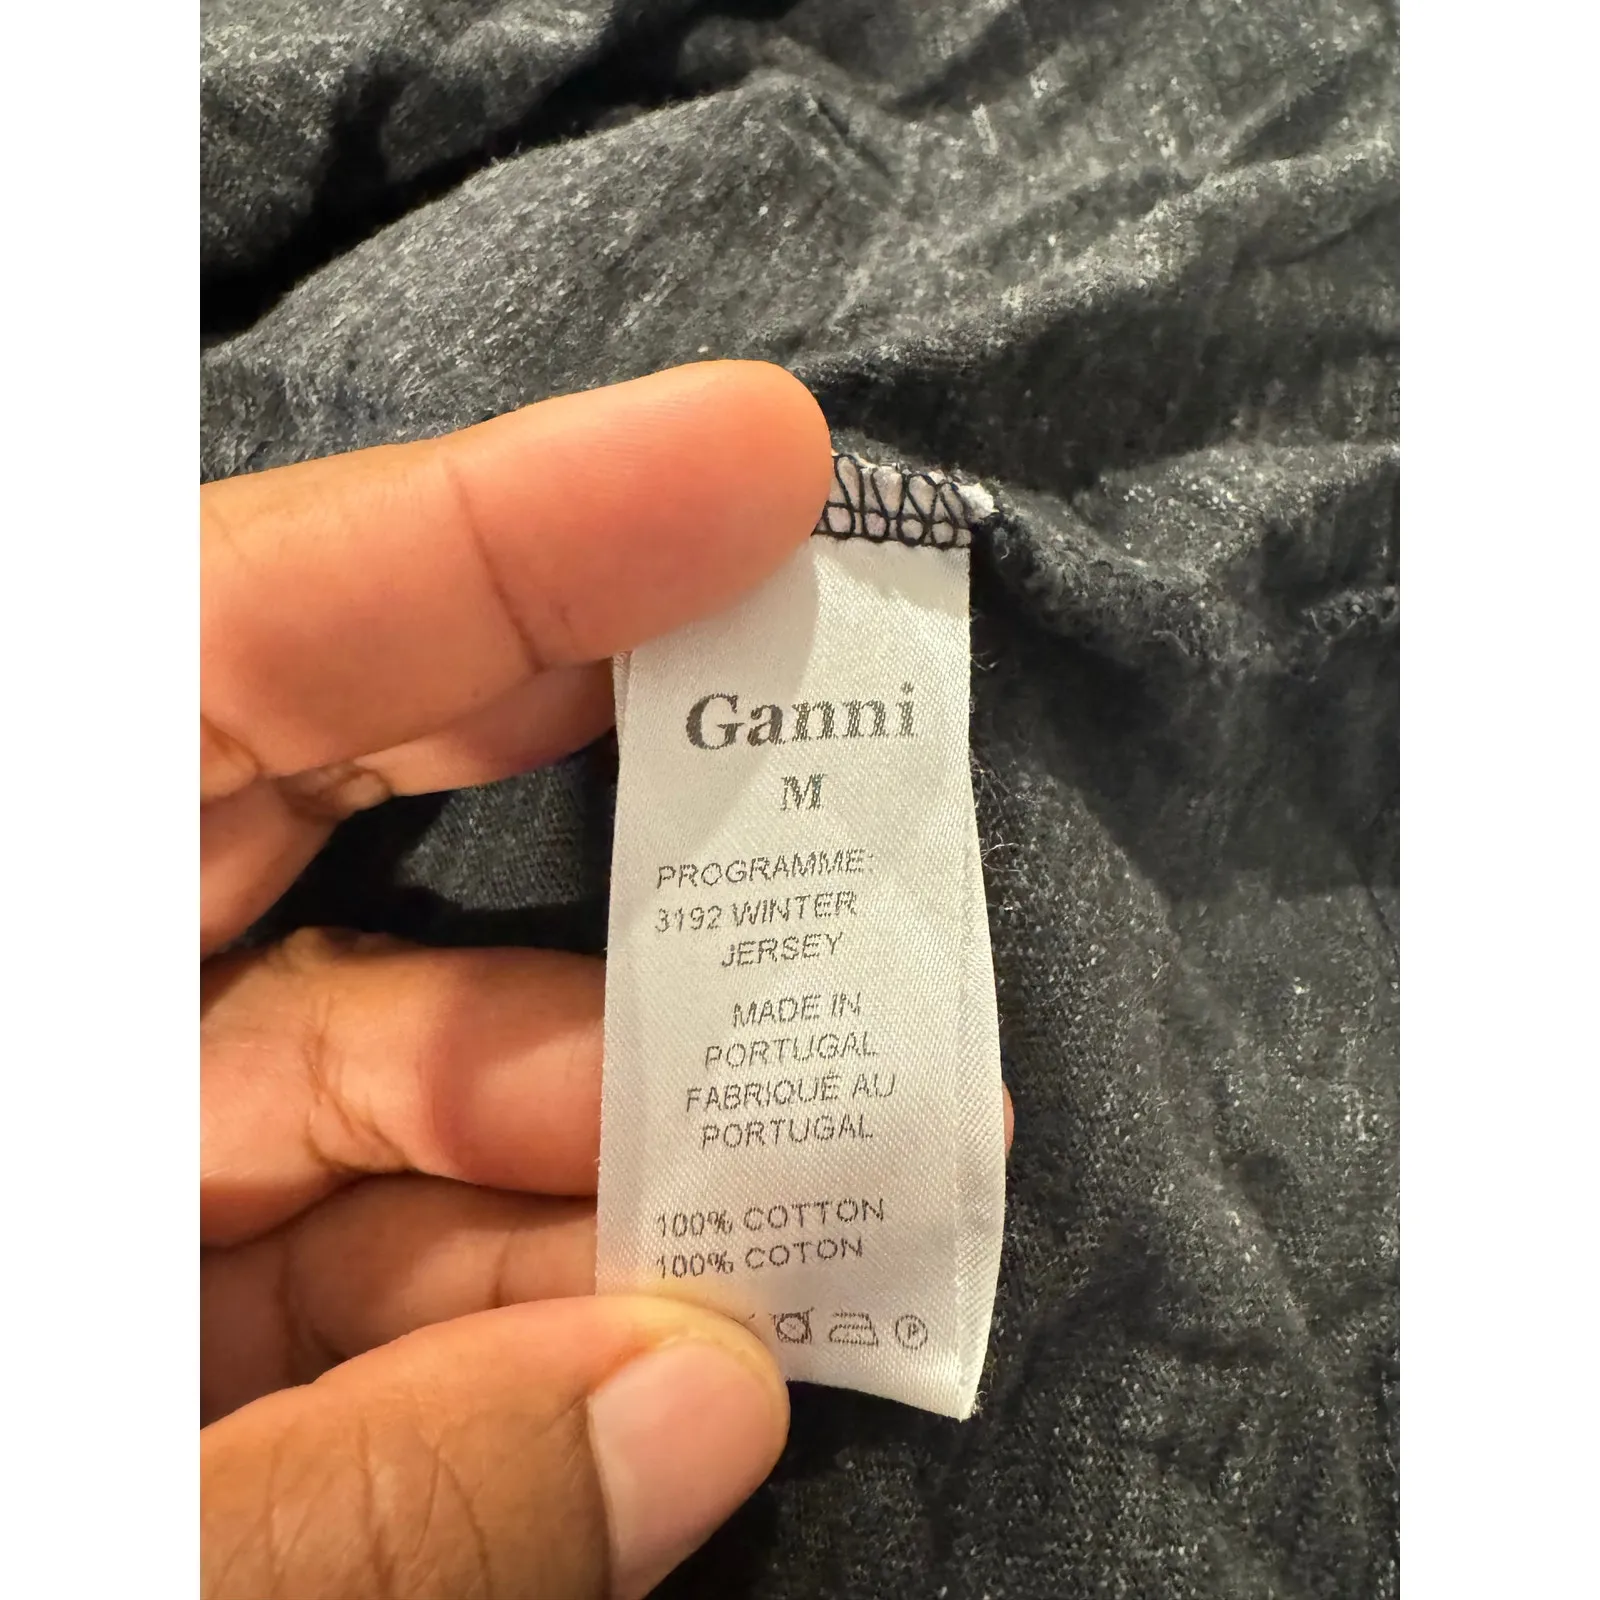 Ganni
M
PROGRAMME:
3192 WINTER
JERSEY
MADE IN
PORTUGAL
FABRIQUÉ AU
PORTUGAL
100% COTTON
100% COTON
P